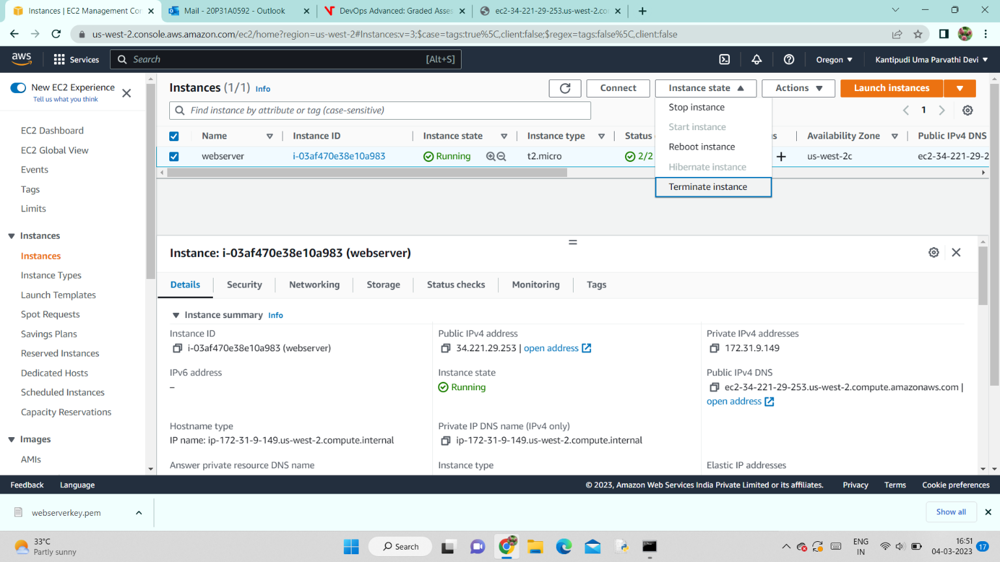 Instances | EC2 Management Con
Mail - 20P31A0592 - Outlook
DevOps Advanced: Graded Asses
ec2-34-221-29-253.us-west-2.co
us-west-2.console.aws.amazon.com/ec2/home?region=us-west-2#Instances:v=3;$case=tags:true%5C,client:false;$regex=tags:false%5C,client:false
aws
Services
Search
[Alt+S]
Oregon
Kantipudi Uma Parvathi Devi
New EC2 Experience
Tell us what you think
EC2 Dashboard
EC2 Global View
Events
Tags
Limits
Instances
Instances
Instance Types
Launch Templates
Spot Requests
Savings Plans
Reserved Instances
Dedicated Hosts
Scheduled Instances
Capacity Reservations
Images
AMIs
Instances (1/1) Info
Connect
Instance state
Actions
Launch instances
Find instance by attribute or tag (case-sensitive)
1
Stop instance
Start instance
Reboot instance
Hibernate instance
Terminate instance
Name
Instance ID
Instance state
Instance type
Status
s
Availability Zone
Public IPv4 DNS
webserver
i-03af470e38e10a983
Running
t2.micro
2/2
us-west-2c
ec2-34-221-29-2
Instance: i-03af470e38e10a983 (webserver)
Details
Security
Networking
Storage
Status checks
Monitoring
Tags
Instance summary Info
Instance ID
i-03af470e38e10a983 (webserver)
Public IPv4 address
34.221.29.253 | open address
Private IPv4 addresses
172.31.9.149
IPv6 address
–
Instance state
Running
Public IPv4 DNS
ec2-34-221-29-253.us-west-2.compute.amazonaws.com |
open address
Hostname type
IP name: ip-172-31-9-149.us-west-2.compute.internal
Private IP DNS name (IPv4 only)
ip-172-31-9-149.us-west-2.compute.internal
Answer private resource DNS name
Instance type
Elastic IP addresses
Feedback
Language
© 2023, Amazon Web Services India Private Limited or its affiliates.
Privacy
Terms
Cookie preferences
webserverkey.pem
Show all
33°C
Partly sunny
Search
ENG
IN
16:51
04-03-2023
17